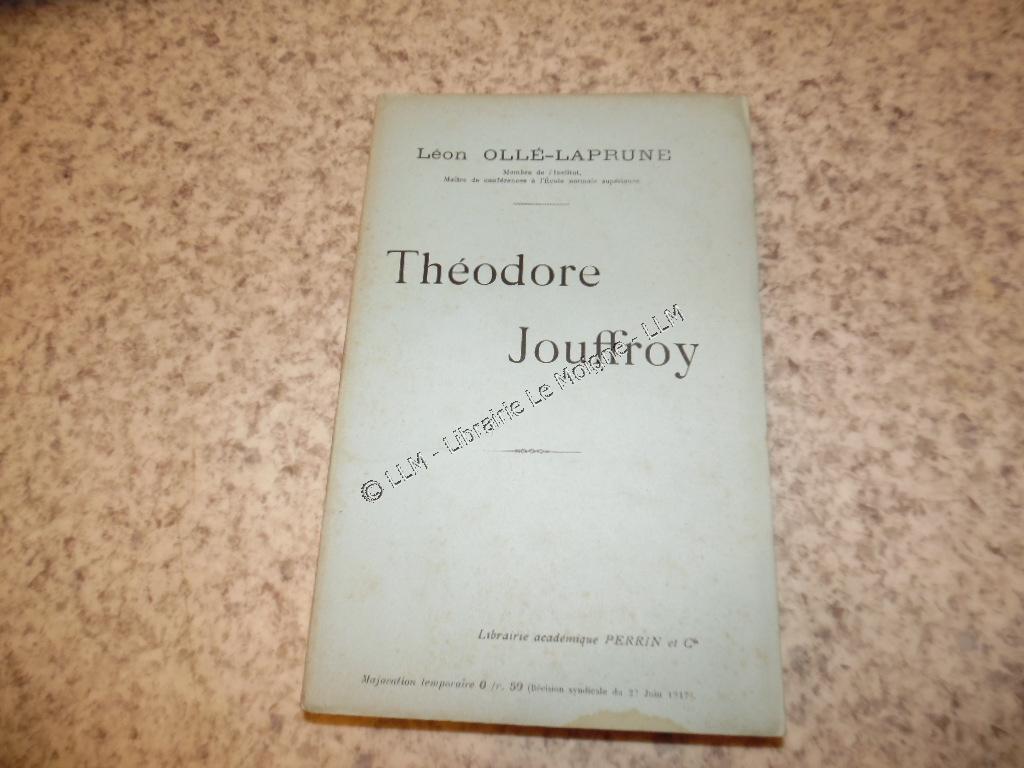 Léon OLLÉ-LAPRUNE
Membre de l'Institut,
Maître de conférences à l'École normale supérieure
Théodore
Jouffroy
© LLM - Librairie Le Moigne - LLM
Librairie académique PERRIN et Cie
Majoration temporaire 0 fr. 50 (Décision syndicale du 27 Juin 1917).